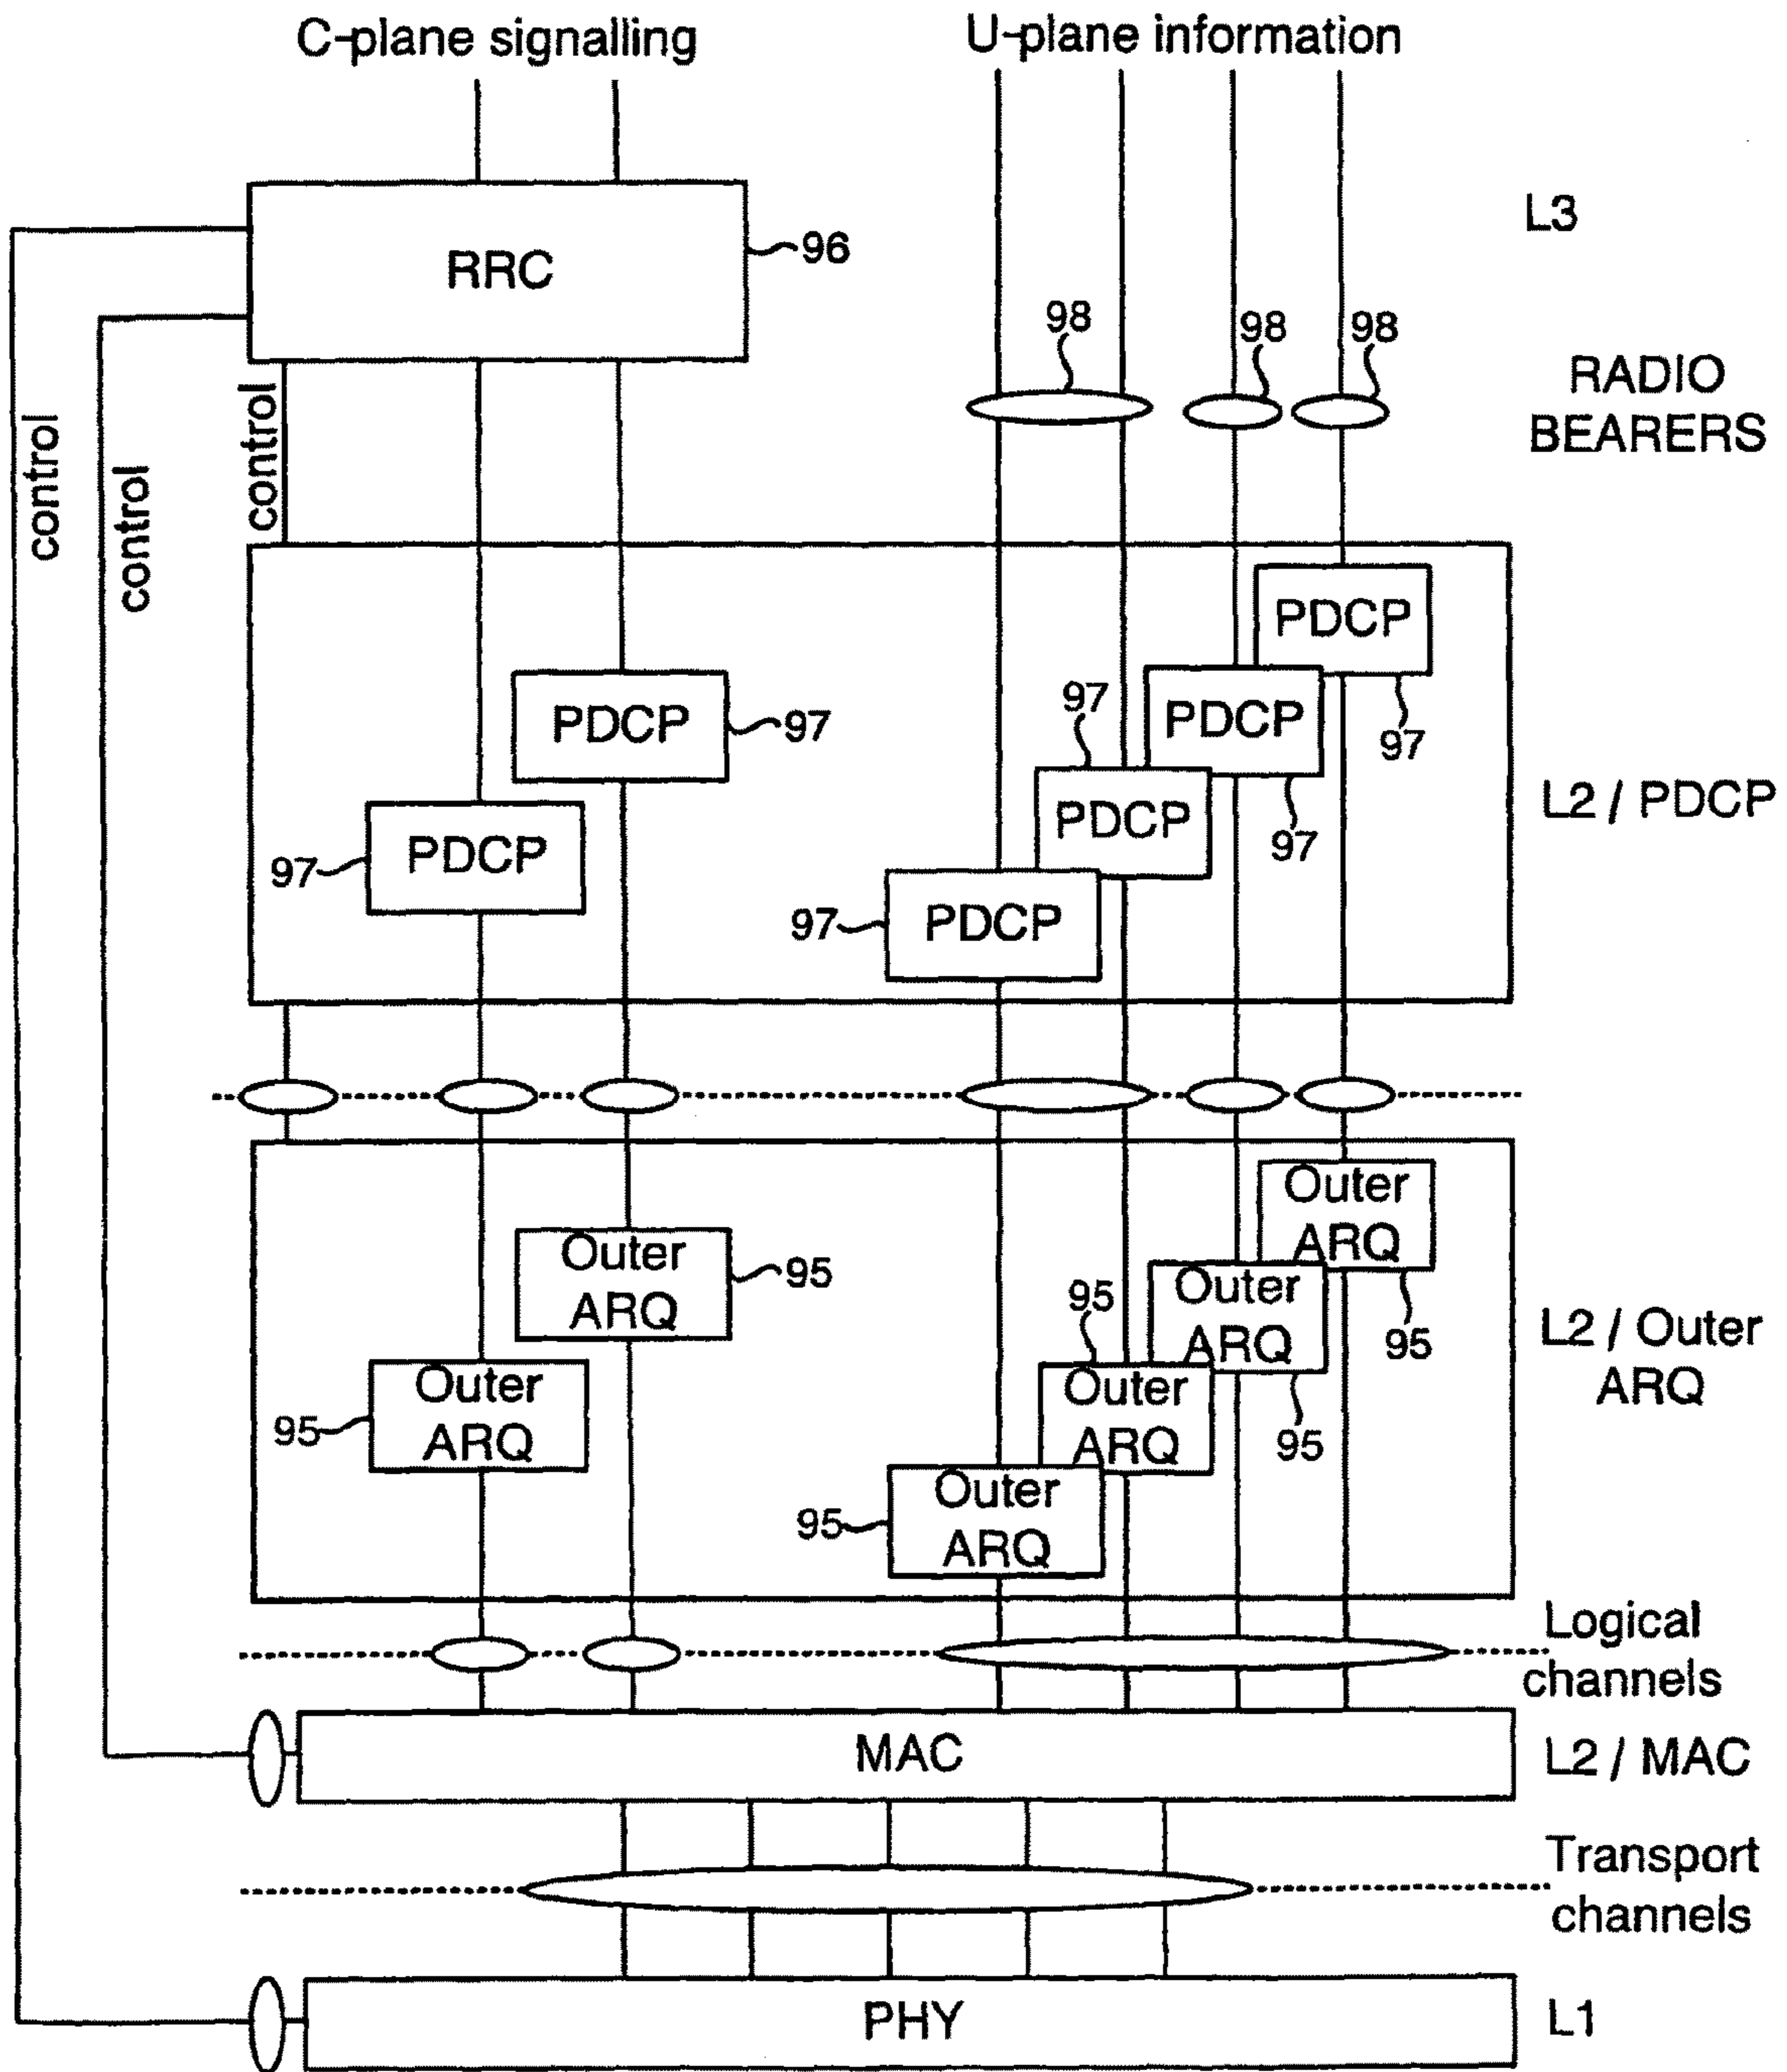 C-plane signalling
U-plane information
L3
RRC
96
98
98
98
RADIO
BEARERS
control
control
control
PDCP
97
PDCP
97
97
PDCP
97
PDCP
97
L2 / PDCP
PDCP
97
PDCP
97
Outer
ARQ
95
Outer
ARQ
95
Outer
ARQ
95
95
Outer
ARQ
L2 / Outer
ARQ
Outer
ARQ
95
Outer
ARQ
95
Logical
channels
MAC
L2 / MAC
Transport
channels
PHY
L1